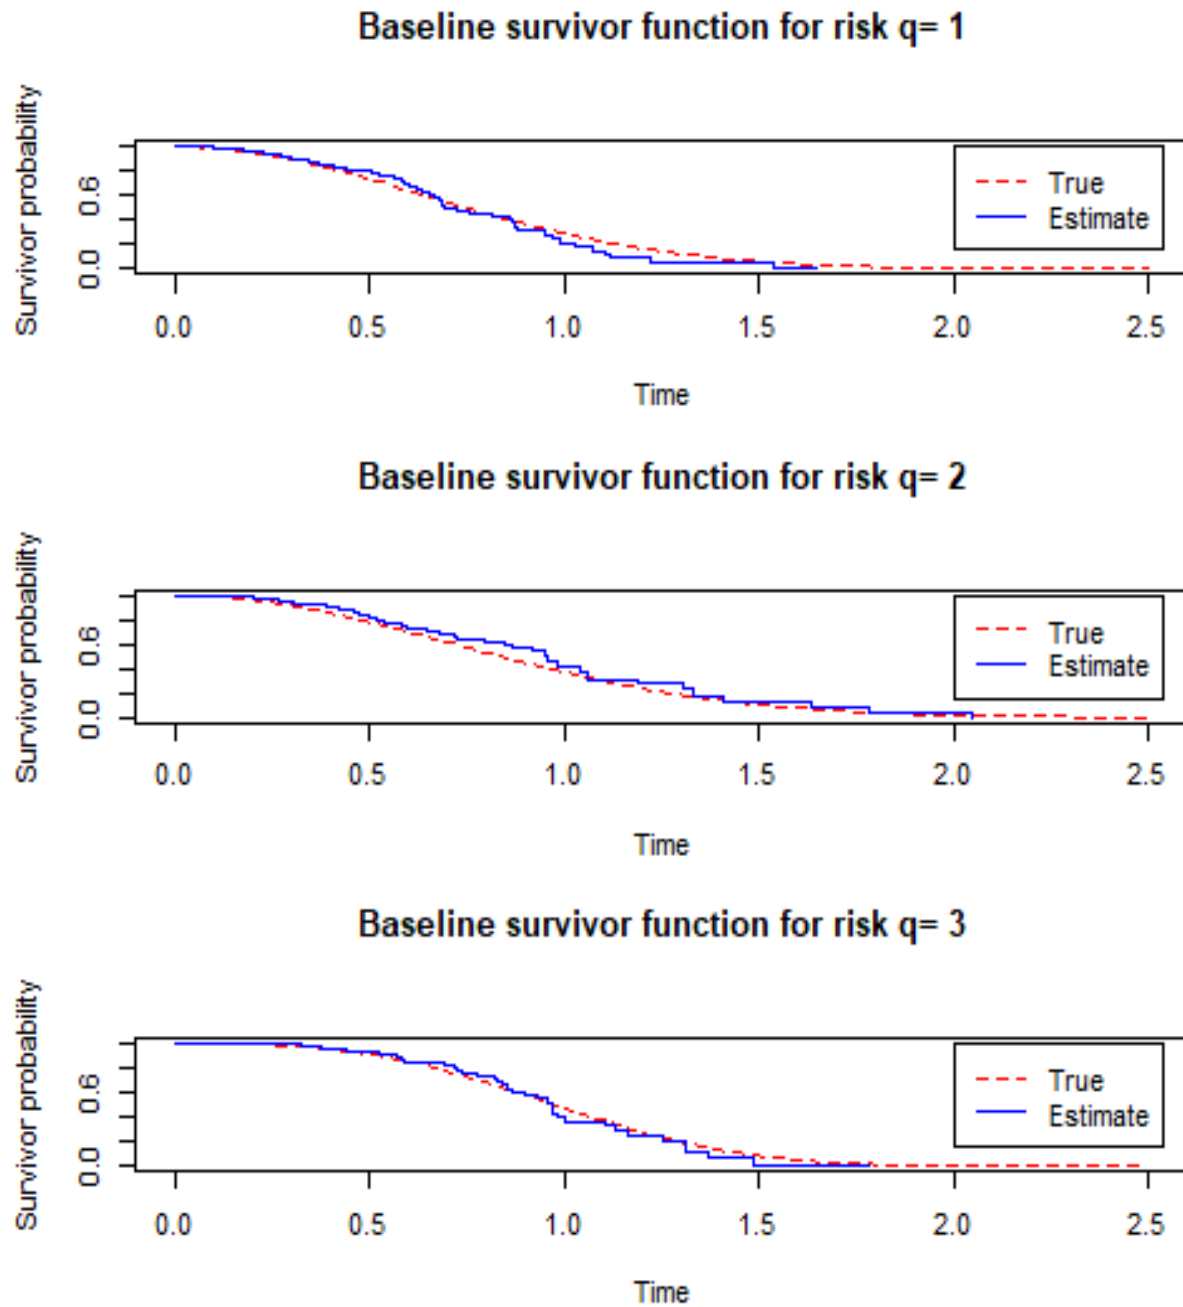 Baseline survivor function for risk q= 1
Survivor probability
0.6
0.0
True
Estimate
0.0 0.5 1.0 1.5 2.0 2.5
Time
Baseline survivor function for risk q= 2
Survivor probability
0.6
0.0
True
Estimate
0.0 0.5 1.0 1.5 2.0 2.5
Time
Baseline survivor function for risk q= 3
Survivor probability
0.6
0.0
True
Estimate
0.0 0.5 1.0 1.5 2.0 2.5
Time